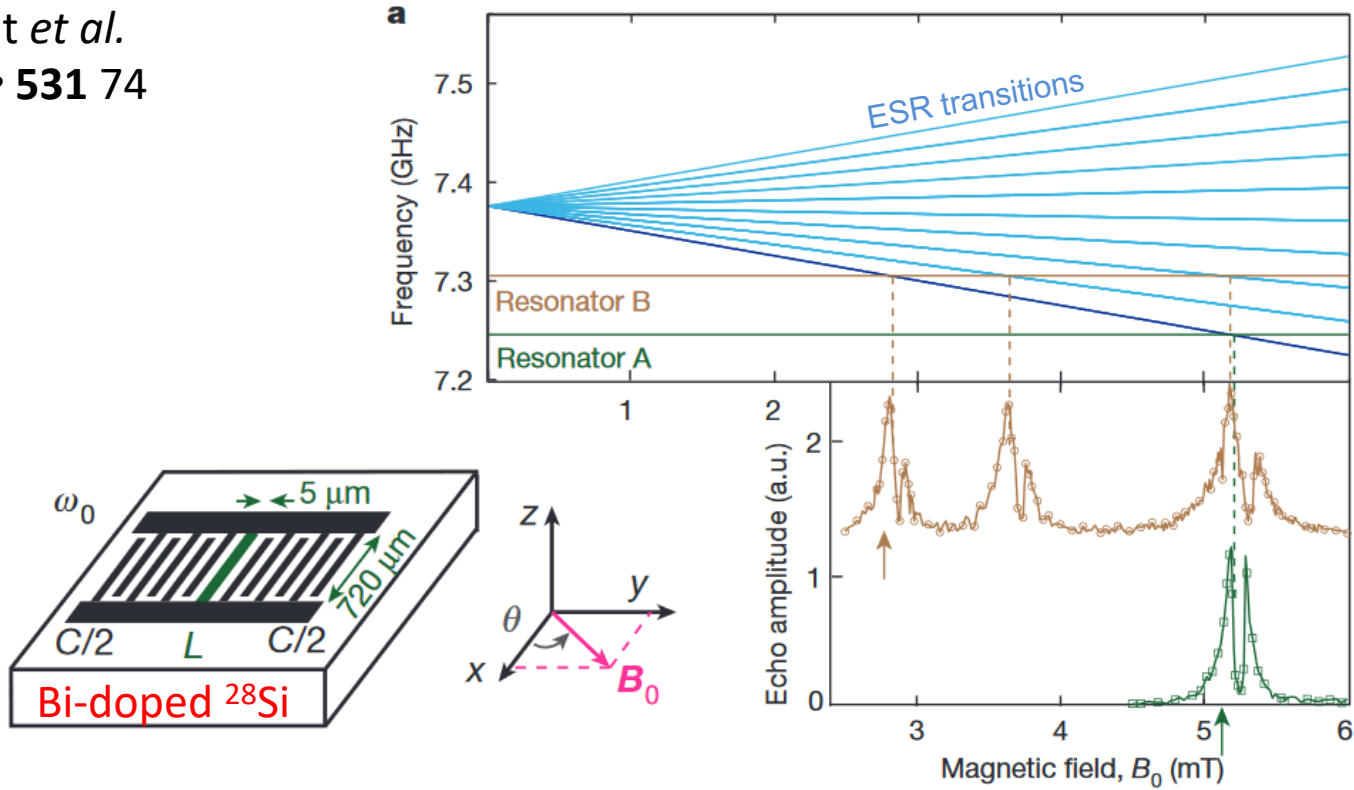 t et al.
531 74
a
Frequency (GHz)
7.5
7.4
7.3
7.2
ESR transitions
Resonator B
Resonator A
1
2
Echo amplitude (a.u.)
2
1
0
3
4
5
6
Magnetic field, B₀ (mT)
ω₀
5 μm
720 μm
C/2
L
C/2
Bi-doped ²⁸Si
z
y
x
θ
B₀